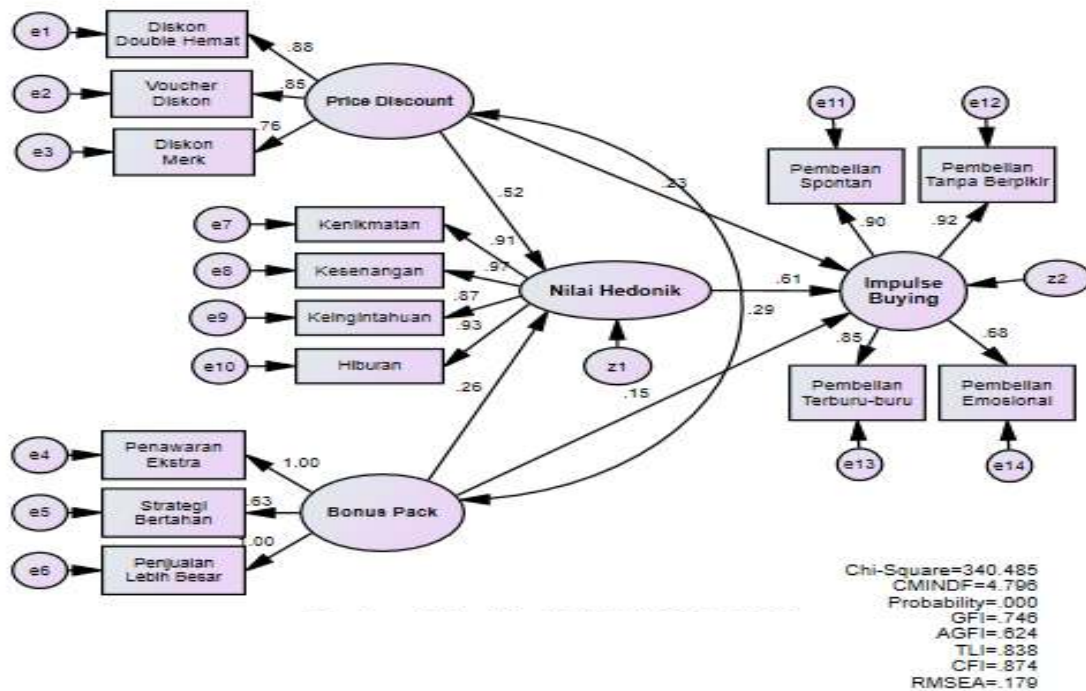 e1
Diskon
Double Hemat
.88
e2
Voucher
Diskon
.85
e3
Diskon
Merk
.76
Price Discount
e11
e12
Pembelian
Spontan
Pembelian
Tanpa Berpikir
.52
.23
.90
.92
e7
Kenikmatan
.91
e8
Kesenangan
.97
e9
Keingintahuan
.87
e10
Hiburan
.93
Nilai Hedonik
.61
Impulse
Buying
z2
.29
z1
.26
.15
.85
.68
Pembelian
Terburu-buru
Pembelian
Emosional
e13
e14
e4
Penawaran
Ekstra
1.00
e5
Strategi
Bertahan
.63
e6
Penjualan
Lebih Besar
1.00
Bonus Pack
Chi-Square=340.485
CMINDF=4.796
Probability=.000
GFI=.746
AGFI=.624
TLI=.838
CFI=.874
RMSEA=.179